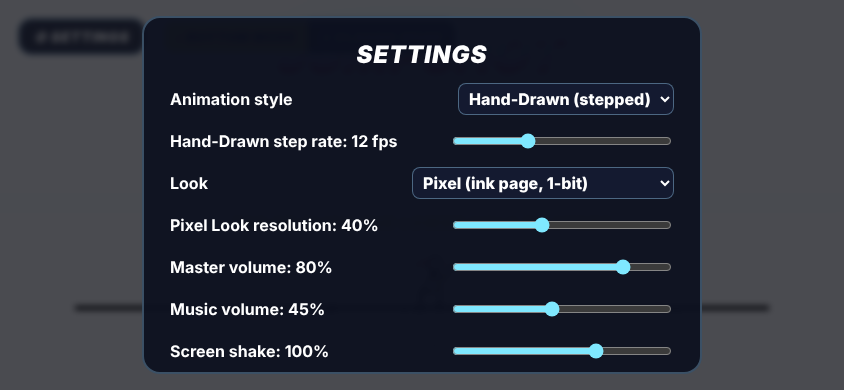 SETTINGS
SETTINGS
Animation style
Hand-Drawn (stepped)
Hand-Drawn step rate: 12 fps
Look
Pixel (ink page, 1-bit)
Pixel Look resolution: 40%
Master volume: 80%
Music volume: 45%
Screen shake: 100%